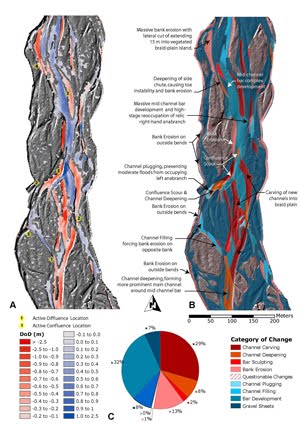 Massive bank erosion with
lateral cut of extending
15 m into vegetated
braid-plain island.
Deepening of side
chute, causing toe
instability and bank erosion
Mid channel
bar complex
development
Massive mid channel bar
development and high-
stage reoccupation of relic
right-hand anabranch
Bank Erosion on
outside bends
Confluence
Scour
Channel plugging, preventing
moderate floods from occupying
left anabranch
Confluence Scour &
Channel Deepening
Bank Erosion on
outside bends
Carving of new
channels into
braid plain
Channel Filling
forcing bank erosion on
opposite bank
Bank Erosion on
outside bends
Channel deepening, forming
more prominent main channel
around mid channel bar
A
B
Meters
0 50 100 150 200
Active Diffluence Location
Active Confluence Location
DoD (m)
> -2.5
-2.5 to -1.0
-1.0 to -0.9
-0.9 to -0.8
-0.8 to -0.7
-0.7 to -0.6
-0.6 to -0.5
-0.5 to -0.4
-0.4 to -0.3
-0.3 to -0.2
-0.2 to -0.1
-0.1 to 0.0
0.0 to 0.1
0.1 to 0.2
0.2 to 0.3
0.3 to 0.4
0.4 to 0.5
0.5 to 0.6
0.6 to 0.7
0.7 to 0.8
0.8 to 0.9
0.9 to 1
1.0 to 2.5
C
7%
29%
8%
2%
13%
1%
>0%
8%
32%
Category of Change
Channel Carving
Channel Deepening
Bar Sculpting
Bank Erosion
Questionable Changes
Channel Plugging
Channel Filling
Bar Development
Gravel Sheets